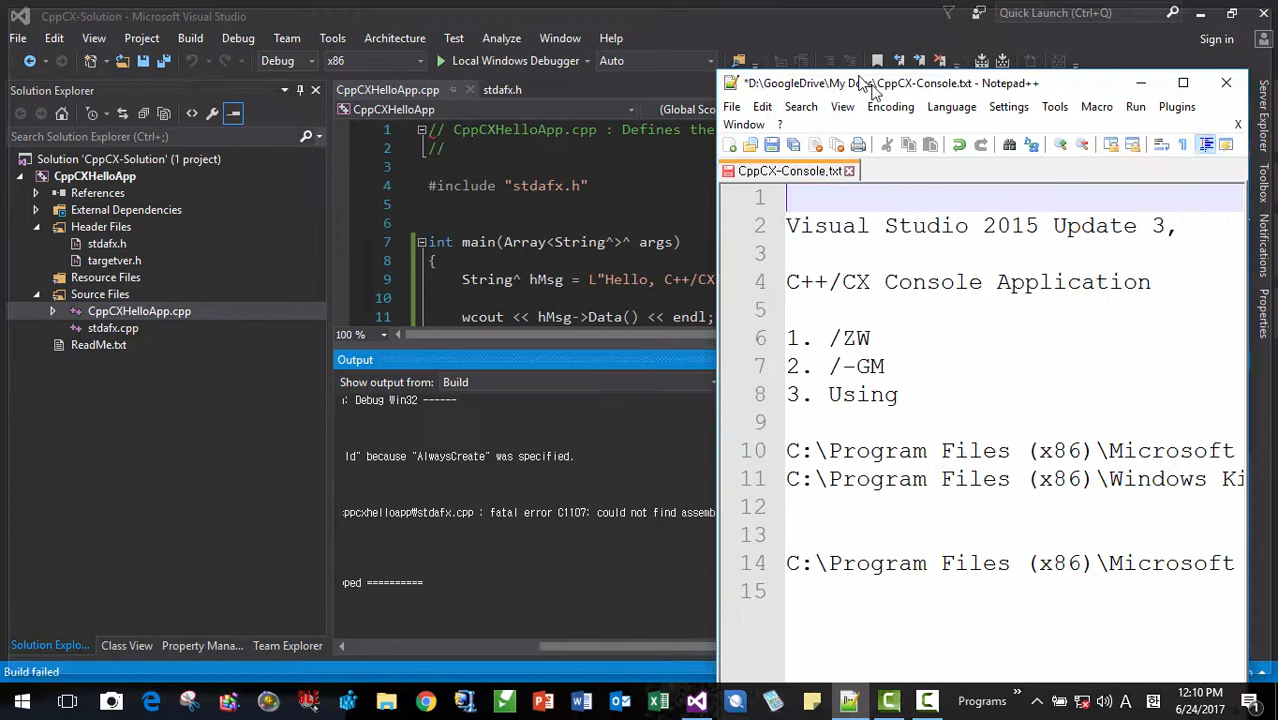 CppCX-Solution - Microsoft Visual Studio
Quick Launch (Ctrl+Q)
File Edit View Project Build Debug Team Tools Architecture Test Analyze Window Help
Sign in
Debug x86 Local Windows Debugger Auto
Solution Explorer
Search Solution Explorer
Solution 'CppCX-Solution' (1 project)
CppCXHelloApp
References
External Dependencies
Header Files
stdafx.h
targetver.h
Resource Files
Source Files
CppCXHelloApp.cpp
stdafx.cpp
ReadMe.txt
Solution Explo... Class View Property Mana... Team Explorer
CppCXHelloApp.cpp stdafx.h
CppCXHelloApp (Global Sco
1 // CppCXHelloApp.cpp : Defines the
2 //
3
4 #include "stdafx.h"
5
6
7 int main(Array<String^>^ args)
8 {
9 String^ hMsg = L"Hello, C++/CX
10
11 wcout << hMsg->Data() << endl;
100 %
Output
Show output from: Build
: Debug Win32 ------
ld" because "AlwaysCreate" was specified.
ppcxhelloapp₩stdafx.cpp : fatal error C1107: could not find assemb
ped ==========
Build failed
*D:\GoogleDrive\My Docs\CppCX-Console.txt - Notepad++
File Edit Search View Encoding Language Settings Tools Macro Run Plugins
Window ? X
CppCX-Console.txt
1
2 Visual Studio 2015 Update 3,
3
4 C++/CX Console Application
5
6 1. /ZW
7 2. /-GM
8 3. Using
9
10 C:\Program Files (x86)\Microsoft
11 C:\Program Files (x86)\Windows Ki
12
13
14 C:\Program Files (x86)\Microsoft
15
Server Explorer
Toolbox
Notifications
Properties
Programs
A
12:10 PM
6/24/2017